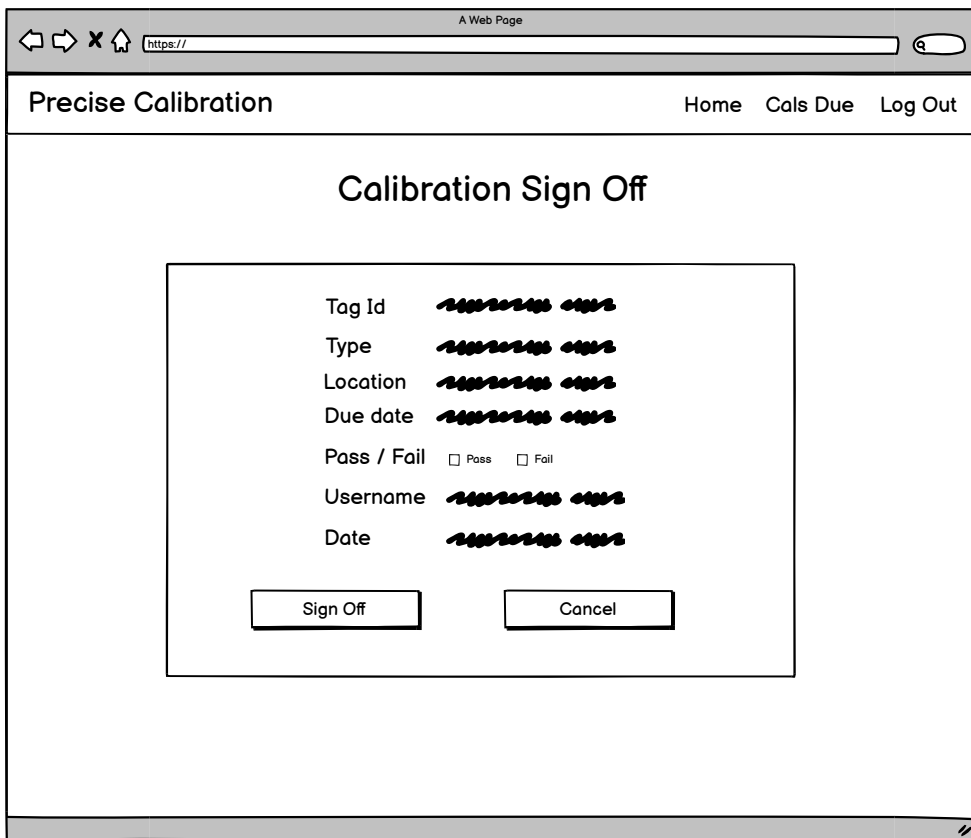 A Web Page
https://
Precise Calibration Home Cals Due Log Out
Calibration Sign Off
Tag Id
Type
Location
Due date
Pass / Fail Pass Fail
Username
Date
Sign Off Cancel